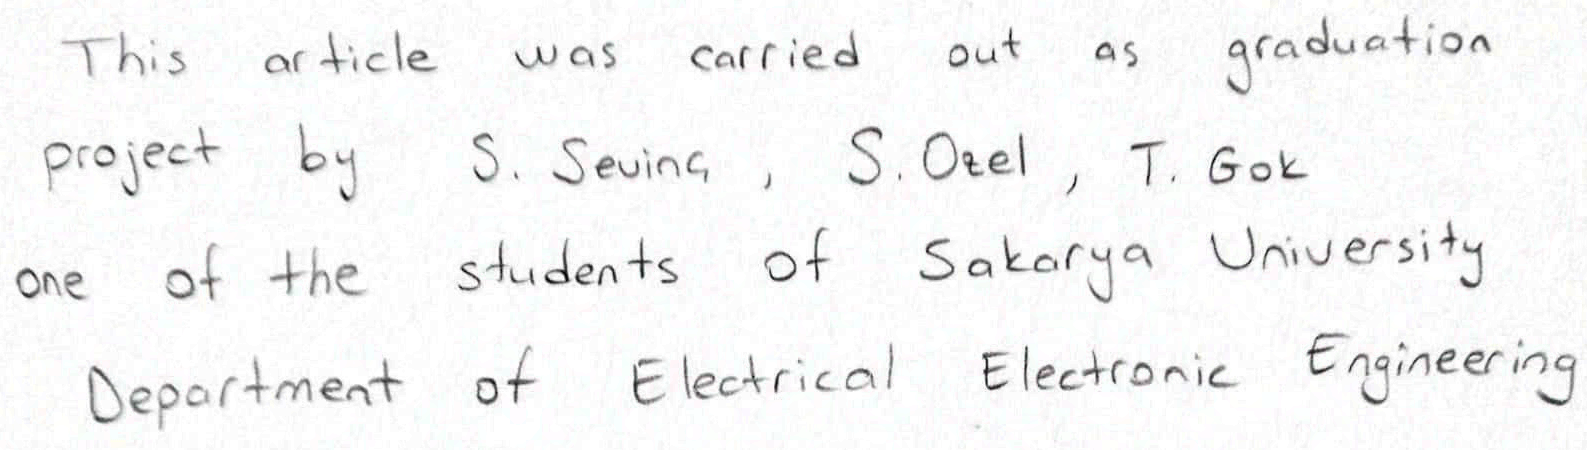 This article was carried out as graduation
project by S. Sevinç, S. Ozel, T. Gok
one of the students of Sakarya University
Department of Electrical Electronic Engineering